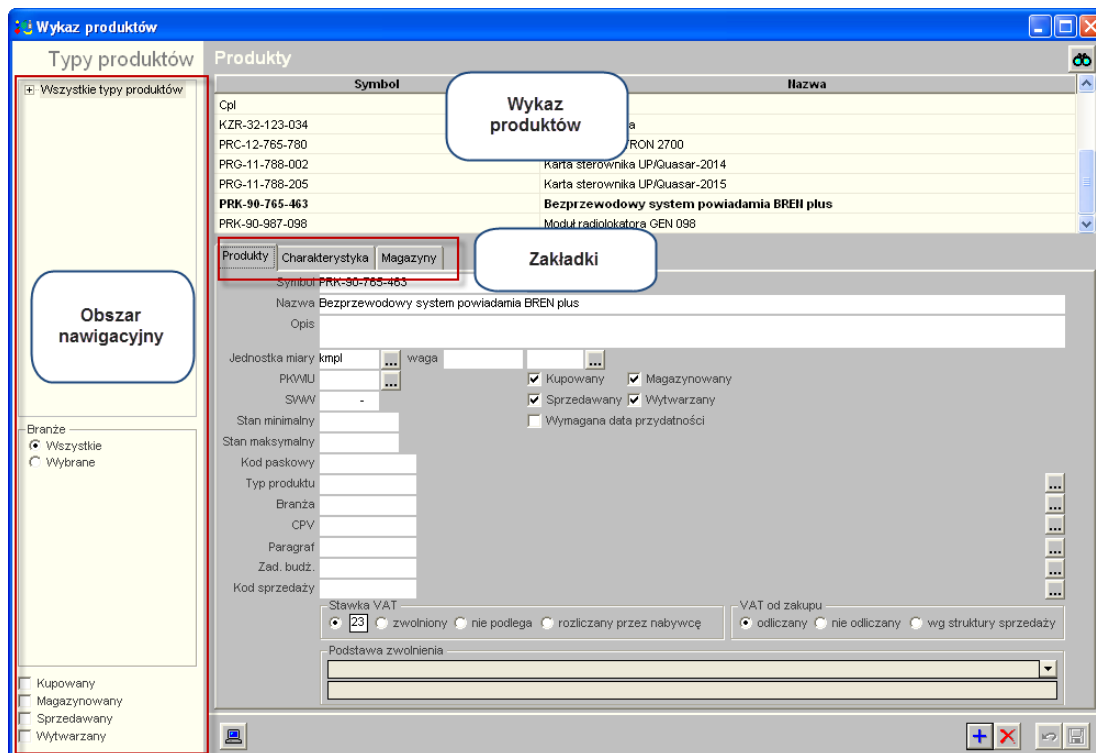 Wykaz produktów
Typy produktów
Produkty
Wszystkie typy produktów
Symbol Nazwa
Cpl
KZR-32-123-034 a
PRC-12-765-780 RON 2700
PRG-11-788-002 Karta sterownika UP/Quasar-2014
PRG-11-788-205 Karta sterownika UP/Quasar-2015
PRK-90-765-463 Bezprzewodowy system powiadamia BREN plus
PRK-90-987-098 Moduł radiolokatora GEN 098
Wykaz
produktów
Produkty Charakterystyka Magazyny
Zakładki
Obszar
nawigacyjny
Symbol PRK-90-765-463
Nazwa Bezprzewodowy system powiadamia BREN plus
Opis
Jednostka miary kmpl ... waga ...
PKWiU ... Kupowany Magazynowany
SWW - Sprzedawany Wytwarzany
Stan minimalny Wymagana data przydatności
Stan maksymalny
Kod paskowy
Typ produktu ...
Branża ...
CPV ...
Paragraf ...
Zad. budż. ...
Kod sprzedaży ...
Stawka VAT
23 zwolniony nie podlega rozliczany przez nabywcę
VAT od zakupu
odliczany nie odliczany wg struktury sprzedaży
Podstawa zwolnienia
Branże
Wszystkie
Wybrane
Kupowany
Magazynowany
Sprzedawany
Wytwarzany